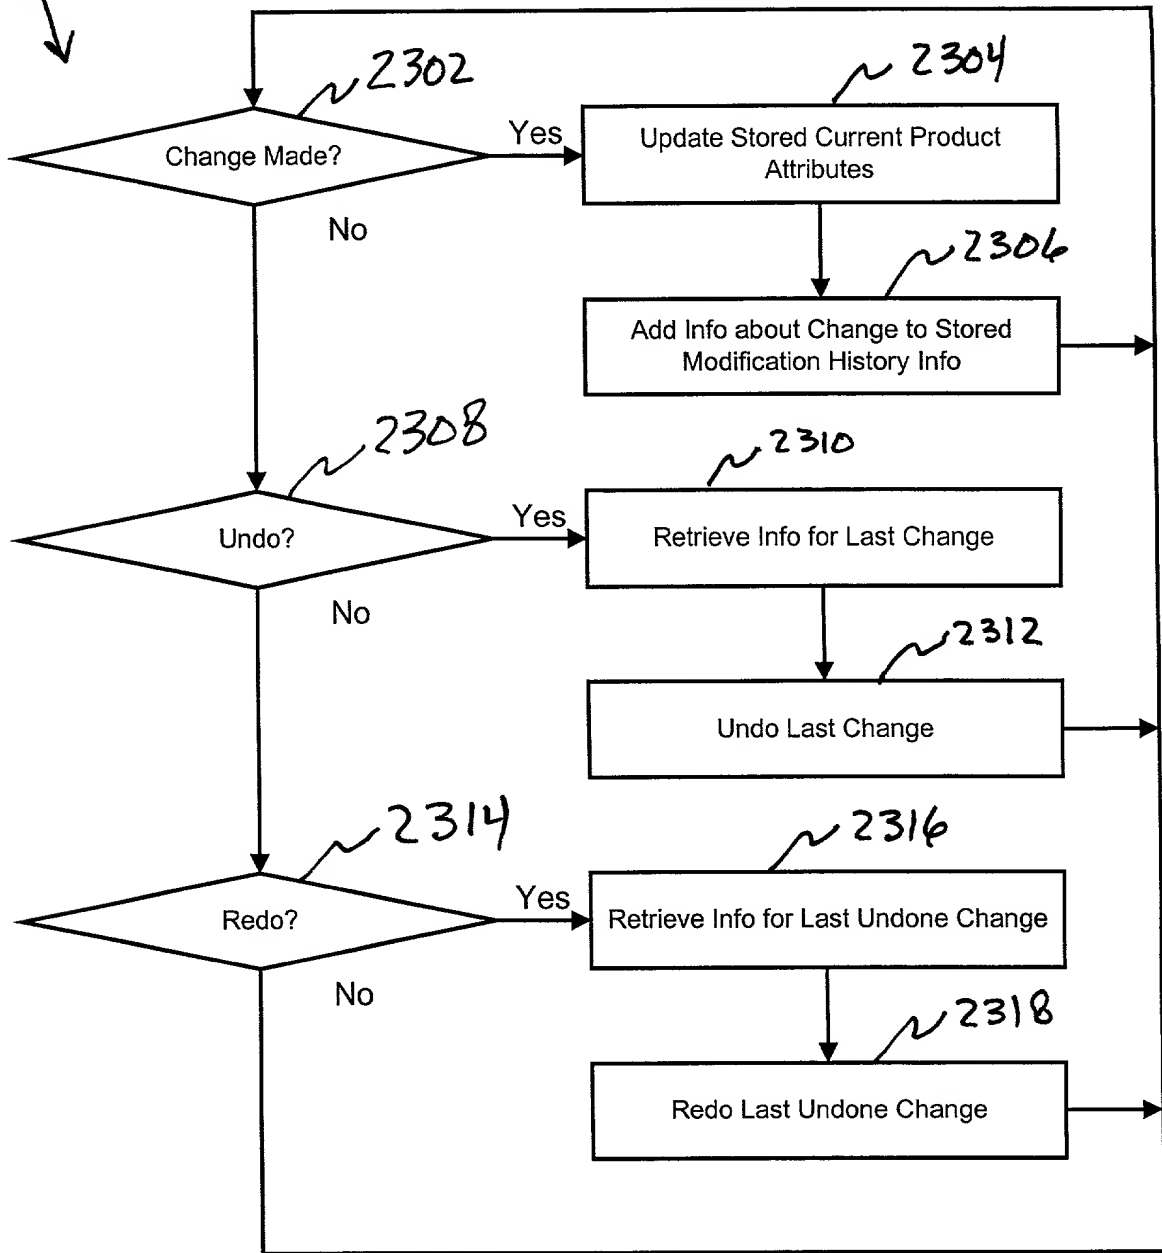 2302
2304
Change Made?
Yes
Update Stored Current Product
Attributes
No
2306
Add Info about Change to Stored
Modification History Info
2308
2310
Undo?
Yes
Retrieve Info for Last Change
No
2312
Undo Last Change
2314
2316
Redo?
Yes
Retrieve Info for Last Undone Change
No
2318
Redo Last Undone Change